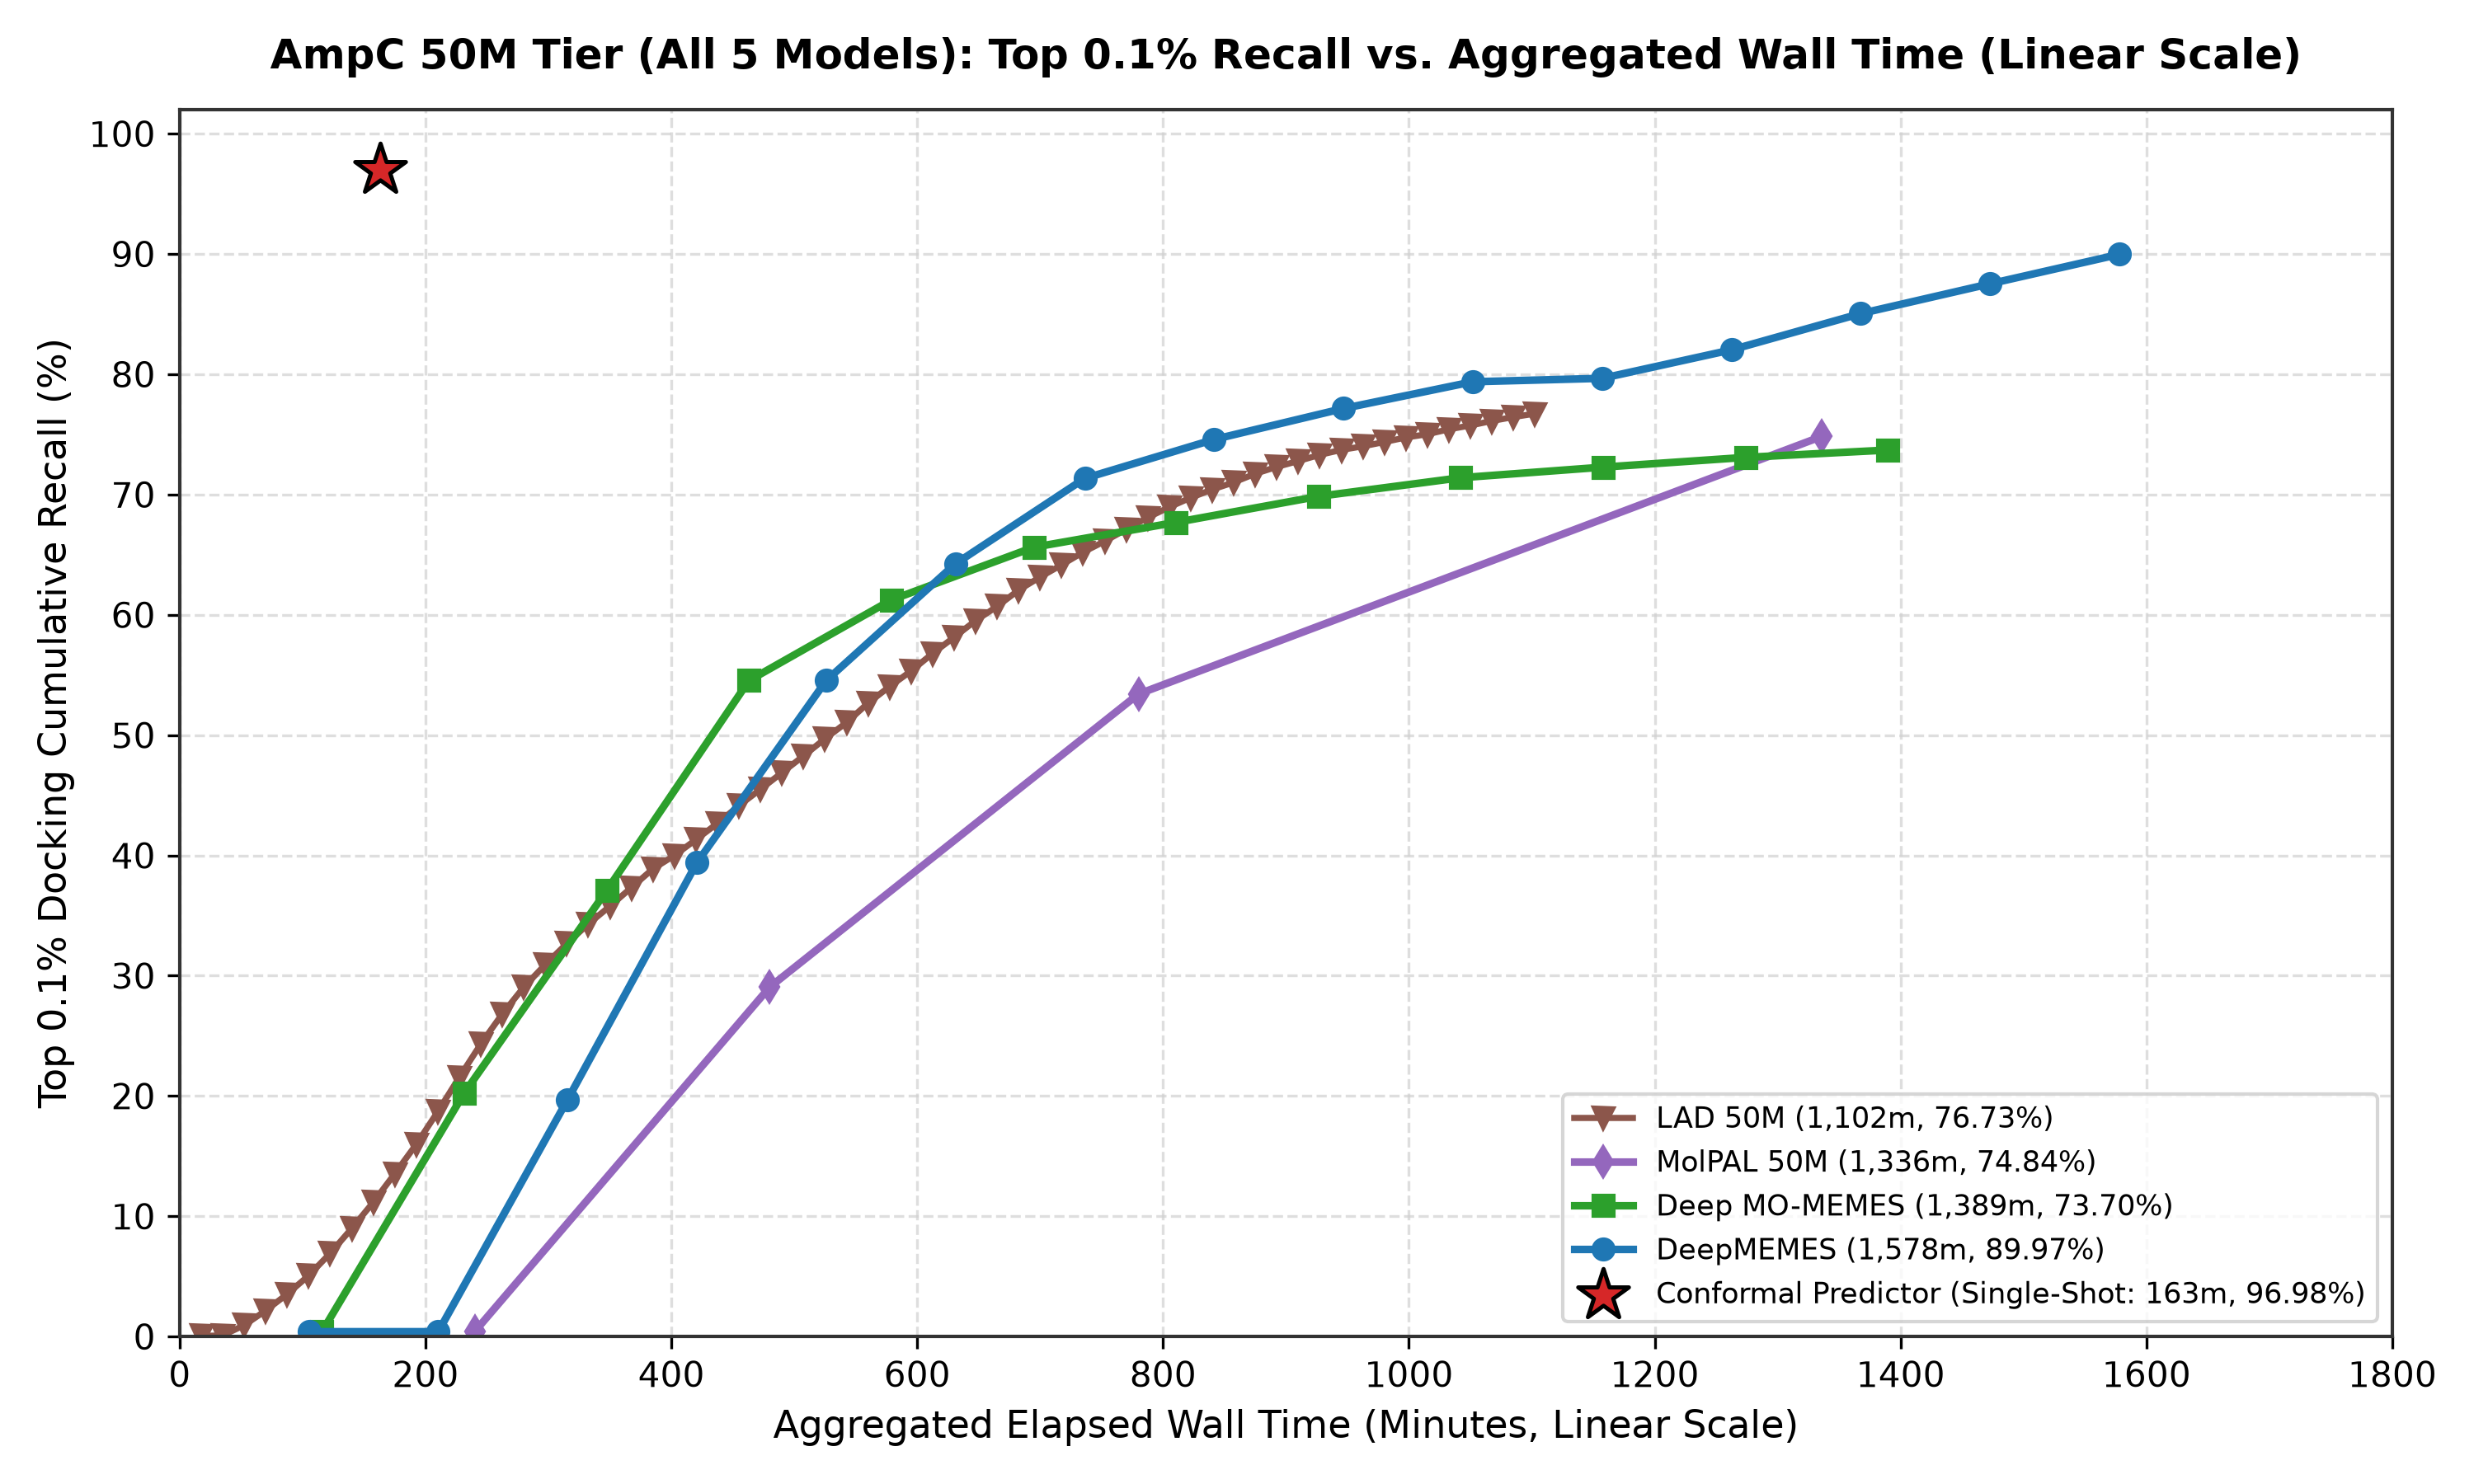 AmpC 50M Tier (All 5 Models): Top 0.1% Recall vs. Aggregated Wall Time (Linear Scale)
Top 0.1% Docking Cumulative Recall (%)
100
90
80
70
60
50
40
30
20
10
0
LAD 50M (1,102m, 76.73%)
MolPAL 50M (1,336m, 74.84%)
Deep MO-MEMES (1,389m, 73.70%)
DeepMEMES (1,578m, 89.97%)
Conformal Predictor (Single-Shot: 163m, 96.98%)
0 200 400 600 800 1000 1200 1400 1600 1800
Aggregated Elapsed Wall Time (Minutes, Linear Scale)